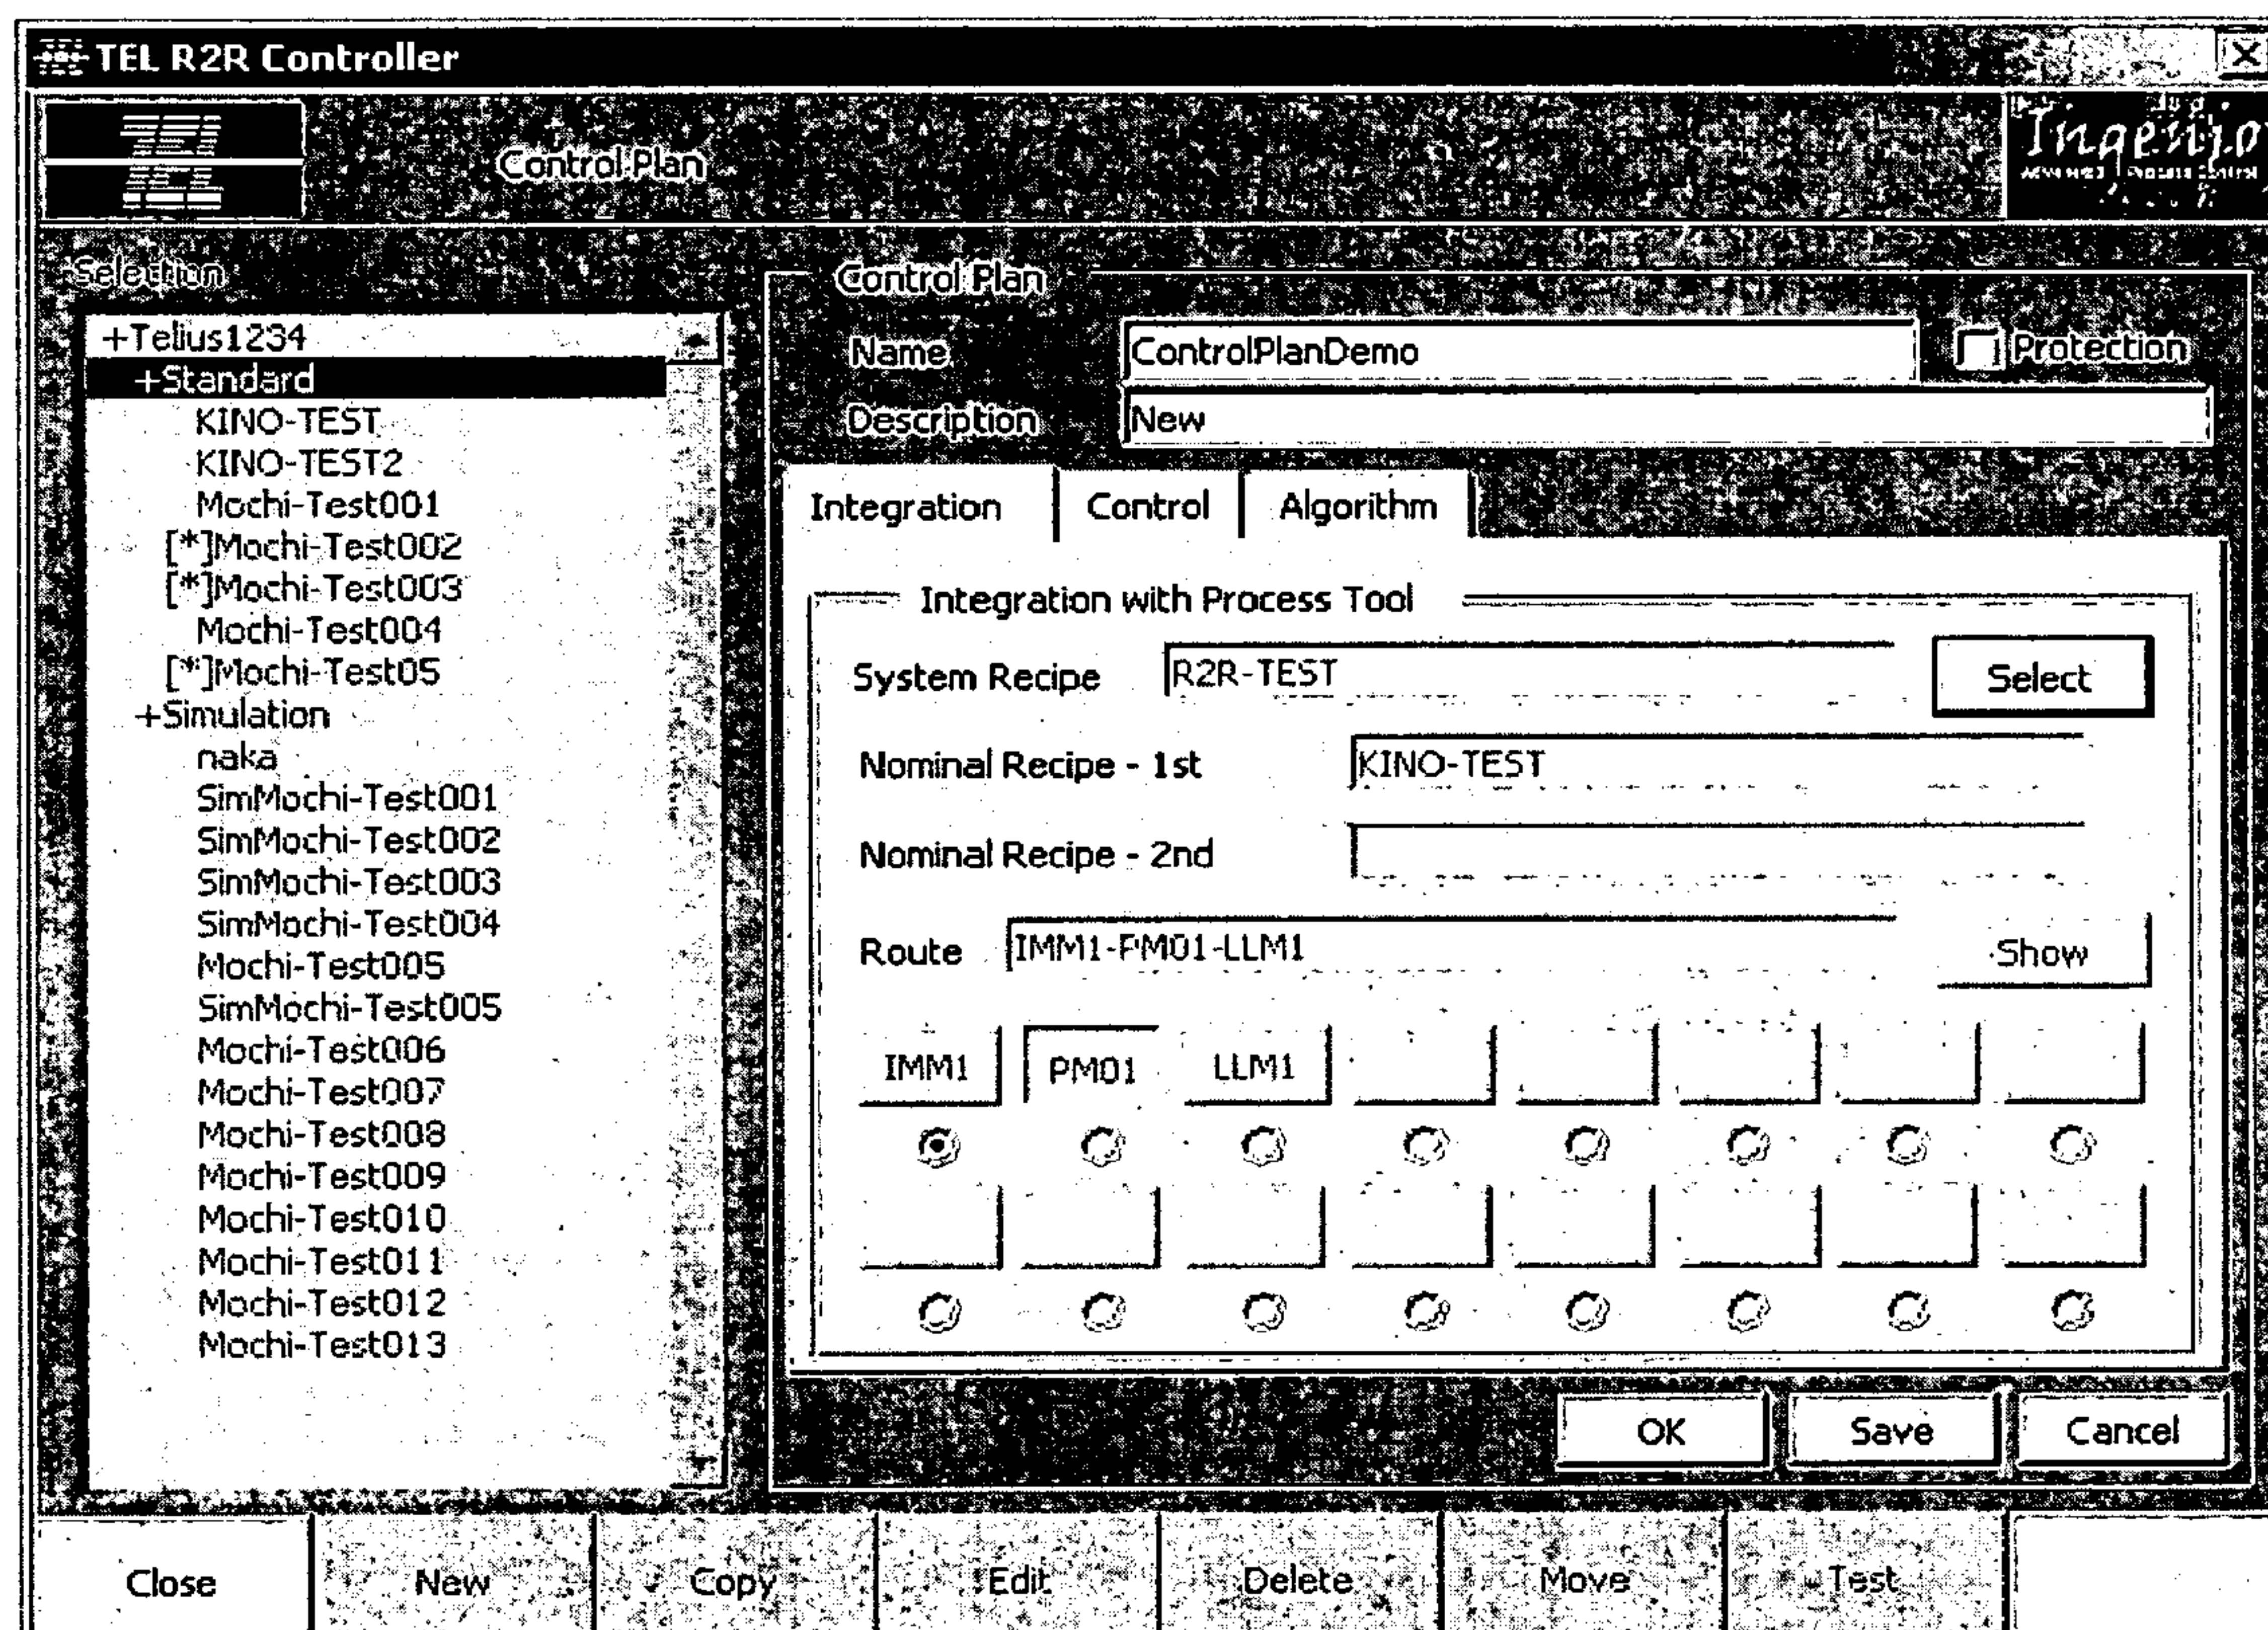 TEL R2R Controller
TEL
Control Plan
Ingenio
Selection
+Telius1234
+Standard
KINO-TEST
KINO-TEST2
Mochi-Test001
[*]Mochi-Test002
[*]Mochi-Test003
Mochi-Test004
[*]Mochi-Test05
+Simulation
naka
SimMochi-Test001
SimMochi-Test002
SimMochi-Test003
SimMochi-Test004
Mochi-Test005
SimMochi-Test005
Mochi-Test006
Mochi-Test007
Mochi-Test008
Mochi-Test009
Mochi-Test010
Mochi-Test011
Mochi-Test012
Mochi-Test013
Control Plan
Name ControlPlanDemo Protection
Description New
Integration Control Algorithm
Integration with Process Tool
System Recipe R2R-TEST Select
Nominal Recipe - 1st KINO-TEST
Nominal Recipe - 2nd
Route IMM1-PM01-LLM1 Show
IMM1 PM01 LLM1
OK Save Cancel
Close New Copy Edit Delete Move Test